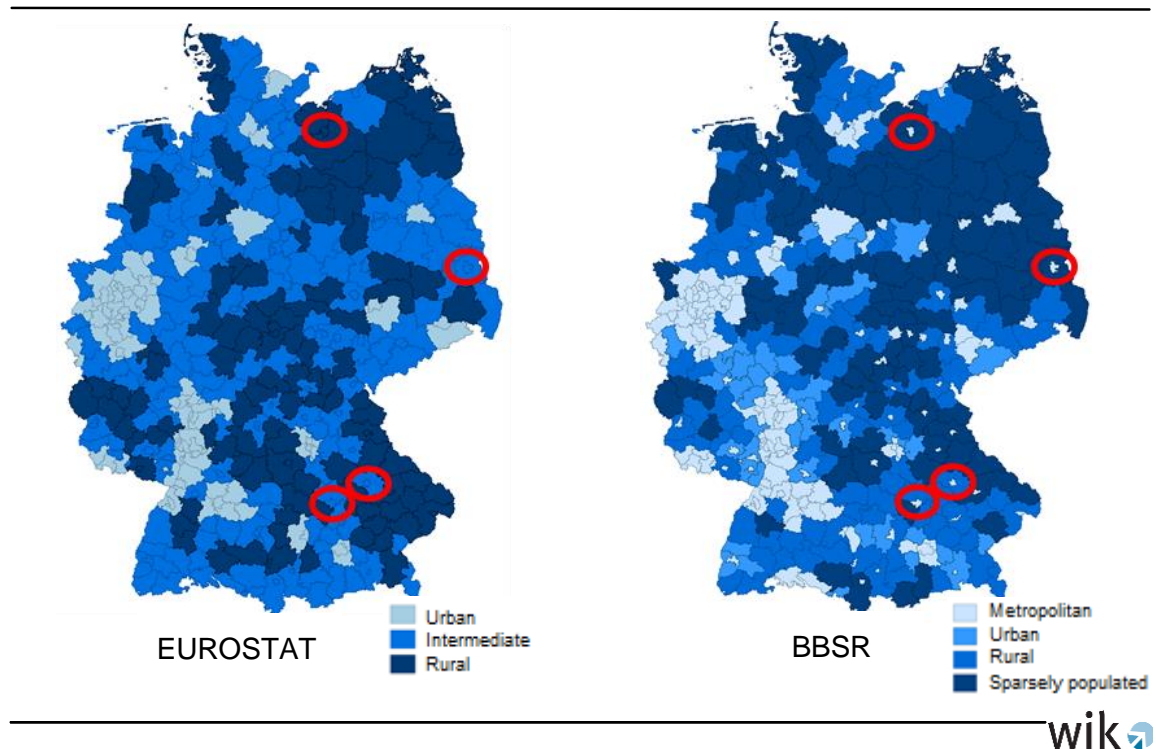 EUROSTAT
Urban
Intermediate
Rural
BBSR
Metropolitan
Urban
Rural
Sparsely populated
wik